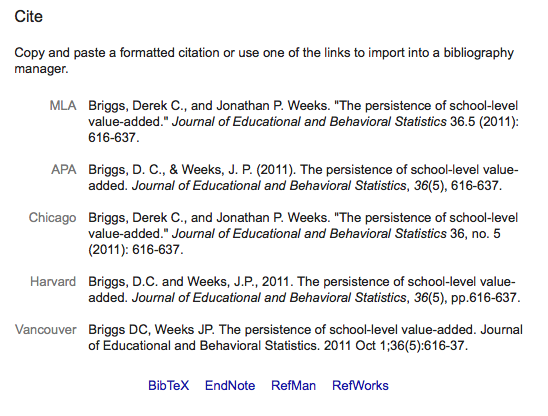 Cite
Copy and paste a formatted citation or use one of the links to import into a bibliography
manager.
MLA Briggs, Derek C., and Jonathan P. Weeks. "The persistence of school-level
value-added." Journal of Educational and Behavioral Statistics 36.5 (2011):
616-637.
APA Briggs, D. C., & Weeks, J. P. (2011). The persistence of school-level value-
added. Journal of Educational and Behavioral Statistics, 36(5), 616-637.
Chicago Briggs, Derek C., and Jonathan P. Weeks. "The persistence of school-level
value-added." Journal of Educational and Behavioral Statistics 36, no. 5
(2011): 616-637.
Harvard Briggs, D.C. and Weeks, J.P., 2011. The persistence of school-level value-
added. Journal of Educational and Behavioral Statistics, 36(5), pp.616-637.
Vancouver Briggs DC, Weeks JP. The persistence of school-level value-added. Journal
of Educational and Behavioral Statistics. 2011 Oct 1;36(5):616-37.
BibTeX EndNote RefMan RefWorks